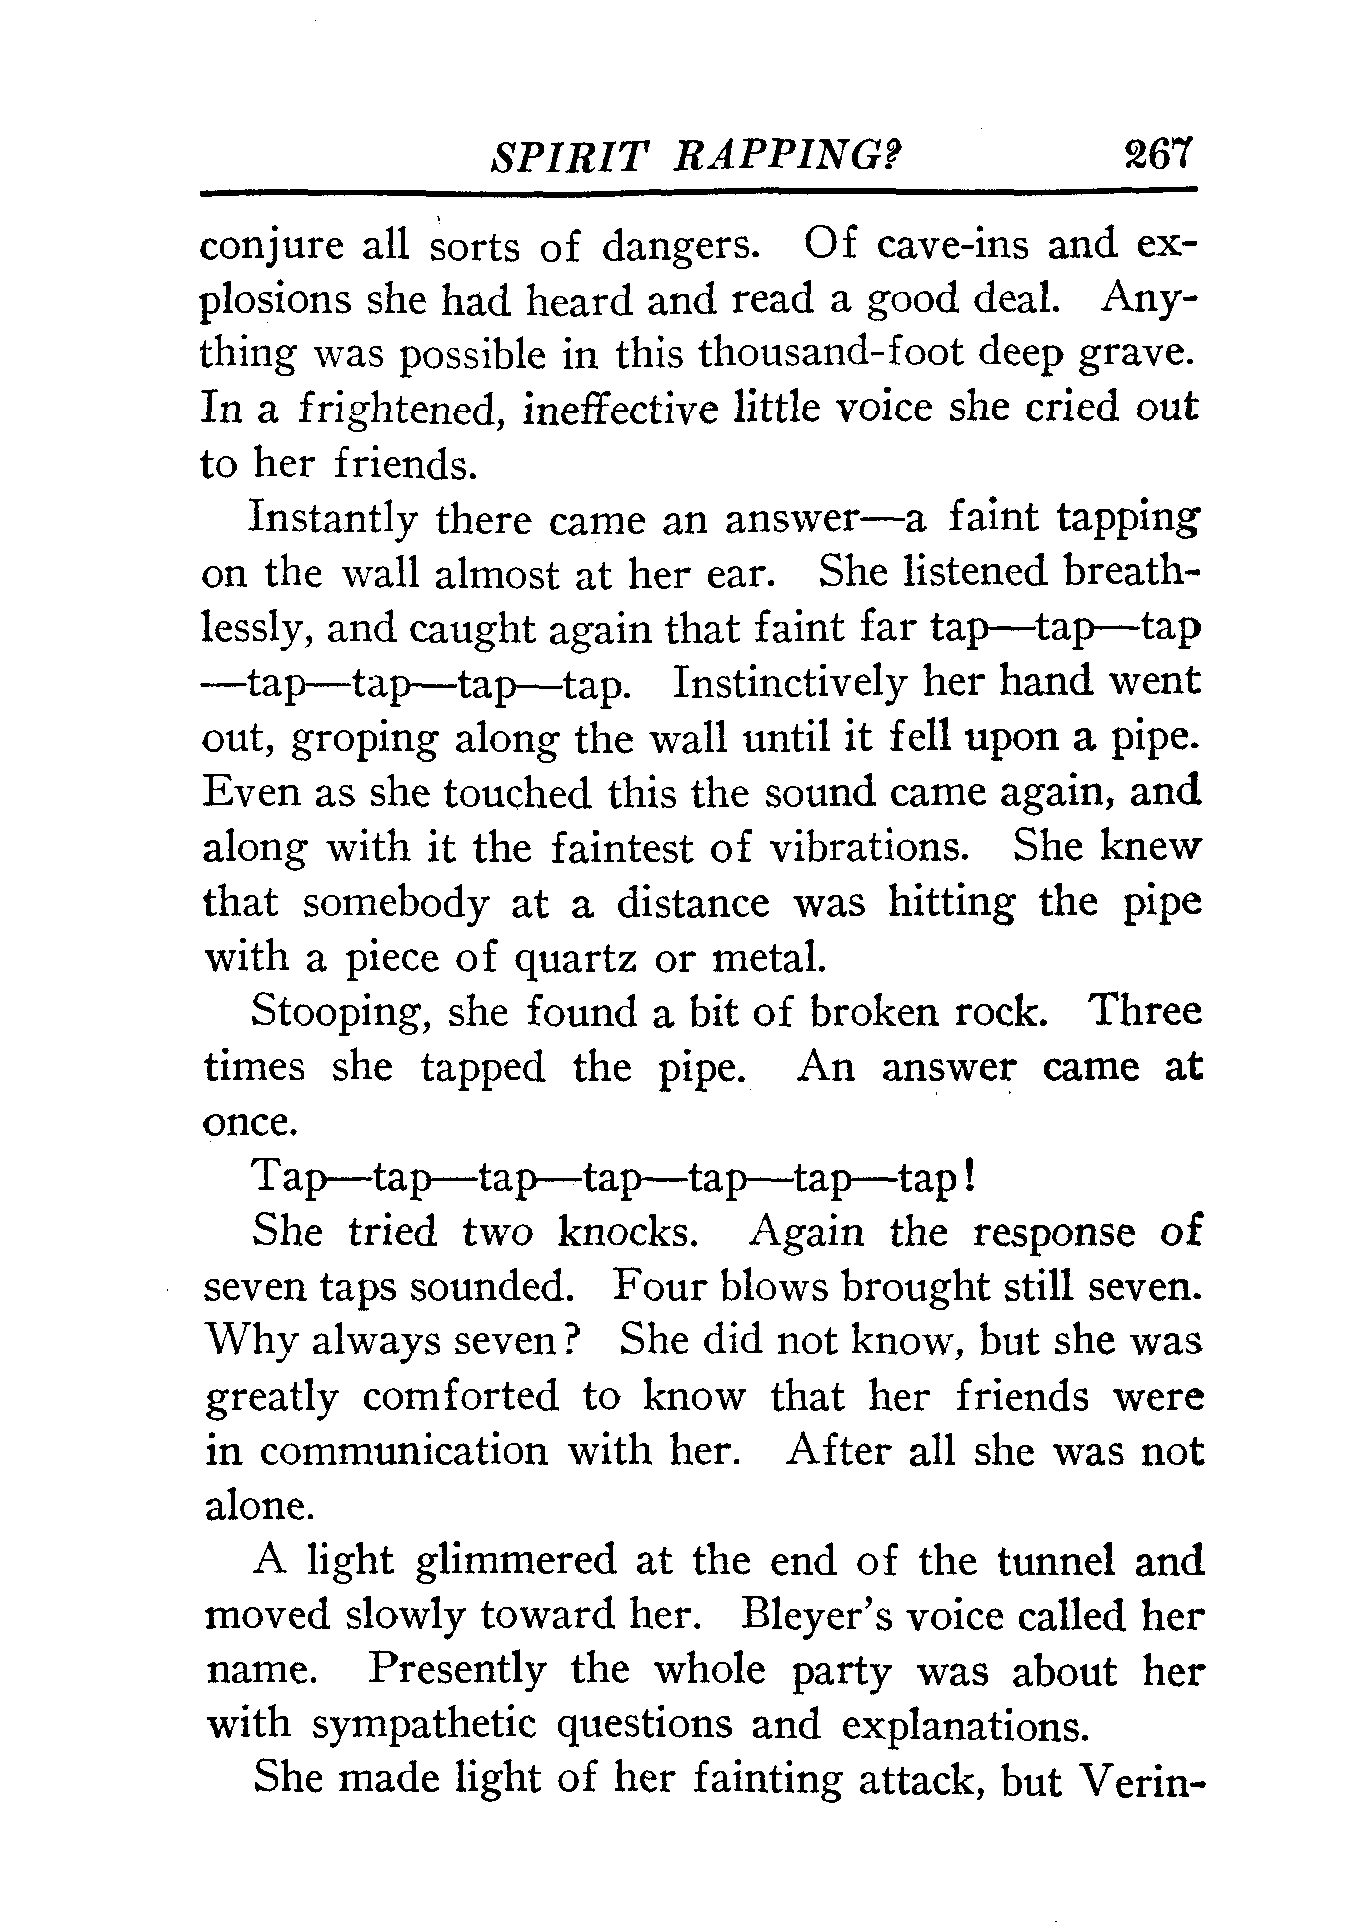 SPIRIT RAPPING? 267
conjure all sorts of dangers. Of cave-ins and ex-
plosions she had heard and read a good deal. Any-
thing was possible in this thousand-foot deep grave.
In a frightened, ineffective little voice she cried out
to her friends.
Instantly there came an answer—a faint tapping
on the wall almost at her ear. She listened breath-
lessly, and caught again that faint far tap—tap—tap
—tap—tap—tap—tap. Instinctively her hand went
out, groping along the wall until it fell upon a pipe.
Even as she touched this the sound came again, and
along with it the faintest of vibrations. She knew
that somebody at a distance was hitting the pipe
with a piece of quartz or metal.
Stooping, she found a bit of broken rock. Three
times she tapped the pipe. An answer came at
once.
Tap—tap—tap—tap—tap—tap—tap!
She tried two knocks. Again the response of
seven taps sounded. Four blows brought still seven.
Why always seven? She did not know, but she was
greatly comforted to know that her friends were
in communication with her. After all she was not
alone.
A light glimmered at the end of the tunnel and
moved slowly toward her. Bleyer's voice called her
name. Presently the whole party was about her
with sympathetic questions and explanations.
She made light of her fainting attack, but Verin-